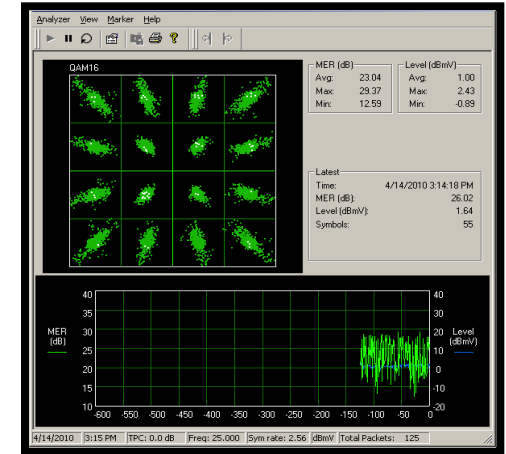 Analyzer View Marker Help
QAM16
MER (dB)
Avg: 23.04
Max: 29.37
Min: 12.59
Level (dBmV)
Avg: 1.00
Max: 2.43
Min: -0.89
Latest
Time: 4/14/2010 3:14:18 PM
MER (dB): 26.02
Level (dBmV): 1.64
Symbols: 55
40 40
35
30 30
MER (dB) 25 20 Level (dBmV)
10
20 0
15 -10
10 -20
-600 -550 -500 -450 -400 -350 -300 -250 -200 -150 -100 -50 0
4/14/2010 3:15 PM TPC: 0.0 dB Freq: 25.000 Sym rate: 2.56 dBmV Total Packets: 125